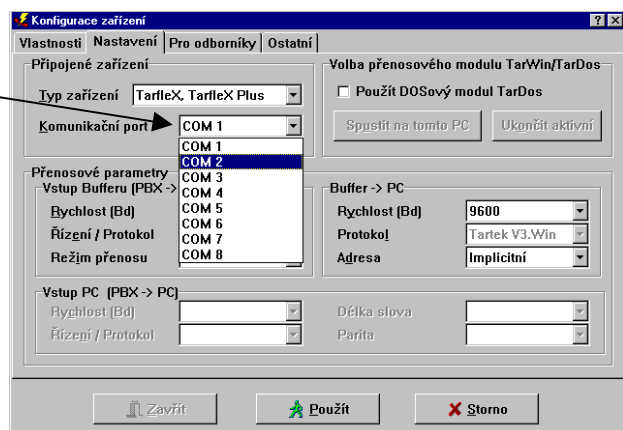 Konfigurace zařízení
Vlastnosti Nastavení Pro odborníky Ostatní
Připojené zařízení
Typ zařízení TarfleX, TarfleX Plus
Komunikační port COM 1
COM 1
COM 2
COM 3
COM 4
COM 5
COM 6
COM 7
COM 8
Volba přenosového modulu TarWin/TarDos
Použít DOSový modul TarDos
Spustit na tomto PC Ukončit aktivní
Přenosové parametry
Vstup Bufferu (PBX ->
Rychlost (Bd)
Řízení / Protokol
Režim přenosu
Buffer -> PC
Rychlost (Bd) 9600
Protokol Tartek V3.Win
Adresa Implicitní
Vstup PC (PBX -> PC)
Rychlost (Bd) Délka slova
Řízení / Protokol Parita
Zavřít Použít Storno